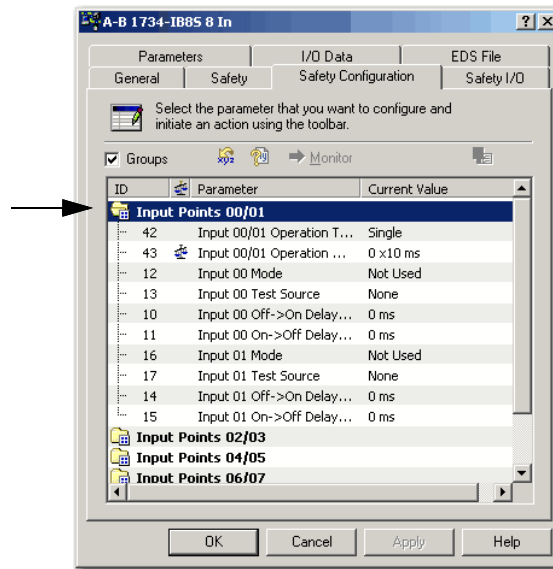 A-B 1734-IB8S 8 In
Parameters I/O Data EDS File
General Safety Safety Configuration Safety I/O
Select the parameter that you want to configure and
initiate an action using the toolbar.
Groups xyz Monitor
ID Parameter Current Value
Input Points 00/01
42 Input 00/01 Operation T... Single
43 Input 00/01 Operation ... 0 x10 ms
12 Input 00 Mode Not Used
13 Input 00 Test Source None
10 Input 00 Off->On Delay... 0 ms
11 Input 00 On->Off Delay... 0 ms
16 Input 01 Mode Not Used
17 Input 01 Test Source None
14 Input 01 Off->On Delay... 0 ms
15 Input 01 On->Off Delay... 0 ms
Input Points 02/03
Input Points 04/05
Input Points 06/07
OK Cancel Apply Help